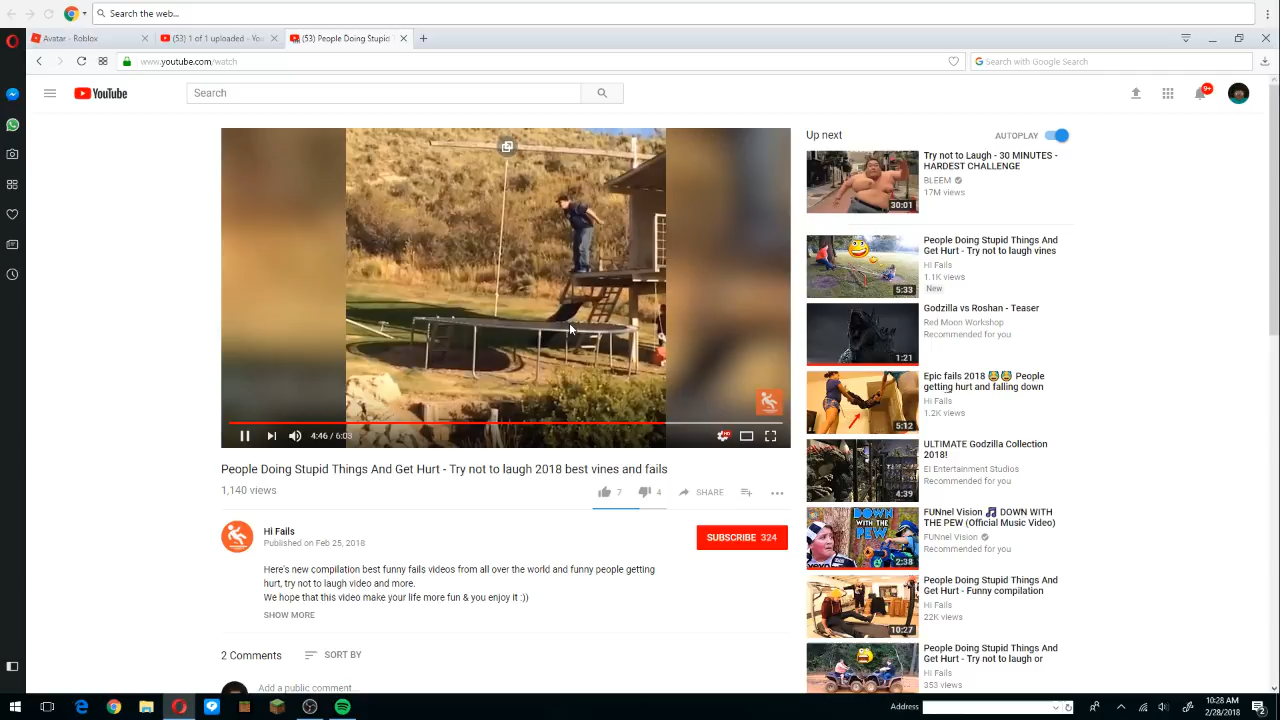 Search the web...
Avatar - Roblox
(53) 1 of 1 uploaded - You
(53) People Doing Stupid
www.youtube.com/watch
Search with Google Search
YouTube
Search
9+
Up next
AUTOPLAY
Try not to Laugh - 30 MINUTES -
HARDEST CHALLENGE
BLEEM
17M views
30:01
People Doing Stupid Things And
Get Hurt - Try not to laugh vines
Hi Fails
1.1K views
New
5:33
Godzilla vs Roshan - Teaser
Red Moon Workshop
Recommended for you
1:21
Epic fails 2018 😰😰 People
getting hurt and falling down
Hi Fails
1.2K views
5:12
4:46 / 6:03
HD
ULTIMATE Godzilla Collection
2018!
EI Entertainment Studios
Recommended for you
4:39
People Doing Stupid Things And Get Hurt - Try not to laugh 2018 best vines and fails
1,140 views
7
4
SHARE
FUNnel Vision 🎵 DOWN WITH
THE PEW (Official Music Video)
FUNnel Vision
Recommended for you
DOWN
WITH THE
PEW
vevo
2:38
Hi Fails
Published on Feb 25, 2018
SUBSCRIBE 324
Here's new compilation best funny fails videos from all over the world and funny people getting
hurt, try not to laugh video and more.
We hope that this video make your life more fun & you enjoy it :))
SHOW MORE
People Doing Stupid Things And
Get Hurt - Funny compilation
Hi Fails
22K views
10:27
2 Comments
SORT BY
Add a public comment...
People Doing Stupid Things And
Get Hurt - Try not to laugh or
Hi Fails
353 views
Address
10:28 AM
2/28/2018
2